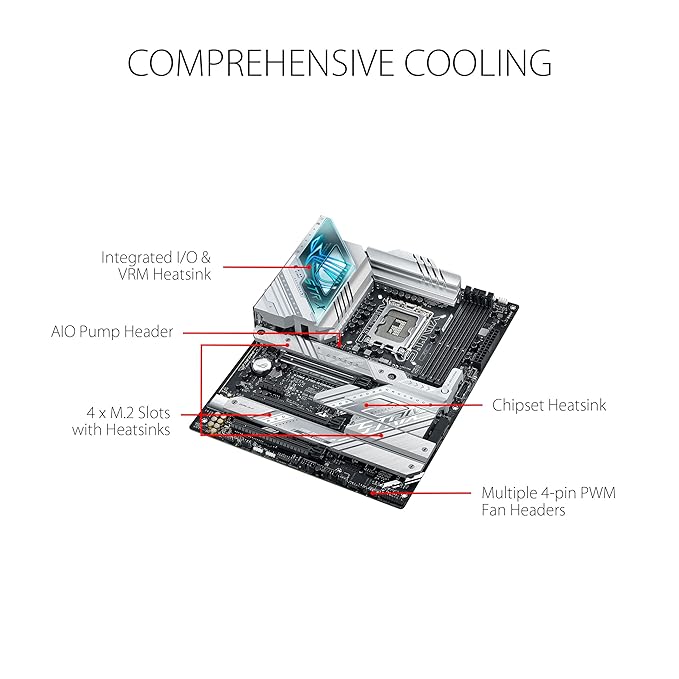 COMPREHENSIVE COOLING
Integrated I/O &
VRM Heatsink
AIO Pump Header
4 x M.2 Slots
with Heatsinks
Chipset Heatsink
Multiple 4-pin PWM
Fan Headers